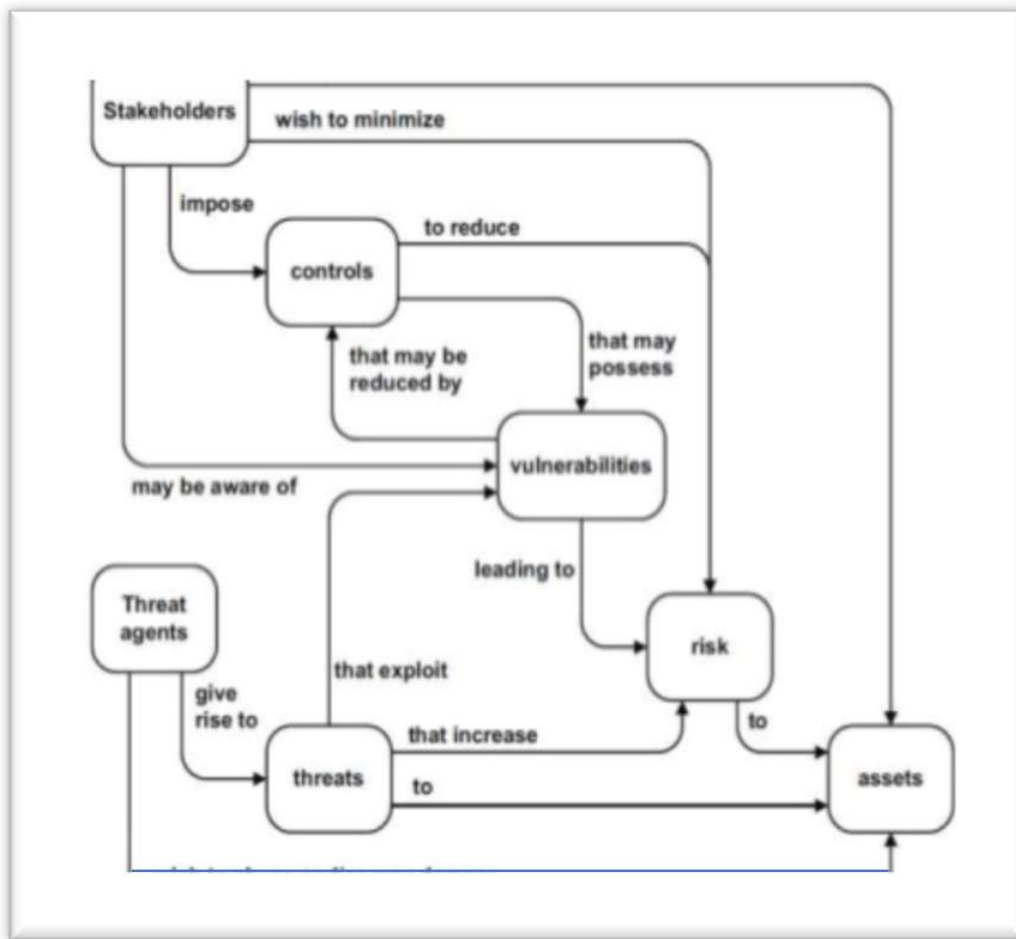 Stakeholders
wish to minimize
impose
to reduce
controls
that may be
reduced by
that may
possess
vulnerabilities
may be aware of
leading to
Threat
agents
risk
that exploit
give
rise to
that increase
to
threats
to
assets